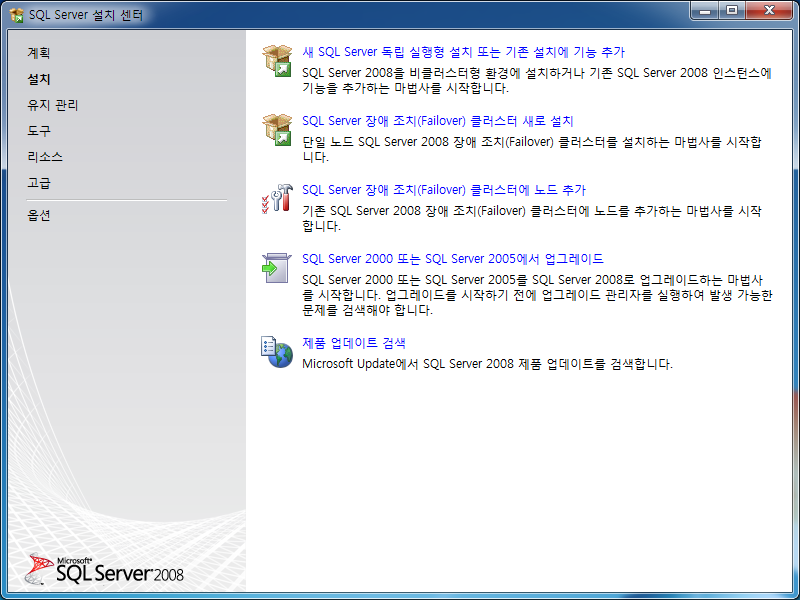 SQL Server 설치 센터
계획
설치
유지 관리
도구
리소스
고급
옵션
새 SQL Server 독립 실행형 설치 또는 기존 설치에 기능 추가
SQL Server 2008을 비클러스터형 환경에 설치하거나 기존 SQL Server 2008 인스턴스에
기능을 추가하는 마법사를 시작합니다.
SQL Server 장애 조치(Failover) 클러스터 새로 설치
단일 노드 SQL Server 2008 장애 조치(Failover) 클러스터를 설치하는 마법사를 시작합
니다.
SQL Server 장애 조치(Failover) 클러스터에 노드 추가
기존 SQL Server 2008 장애 조치(Failover) 클러스터에 노드를 추가하는 마법사를 시작
합니다.
SQL Server 2000 또는 SQL Server 2005에서 업그레이드
SQL Server 2000 또는 SQL Server 2005를 SQL Server 2008로 업그레이드하는 마법사
를 시작합니다. 업그레이드를 시작하기 전에 업그레이드 관리자를 실행하여 발생 가능한
문제를 검색해야 합니다.
제품 업데이트 검색
Microsoft Update에서 SQL Server 2008 제품 업데이트를 검색합니다.
Microsoft®
SQL Server® 2008